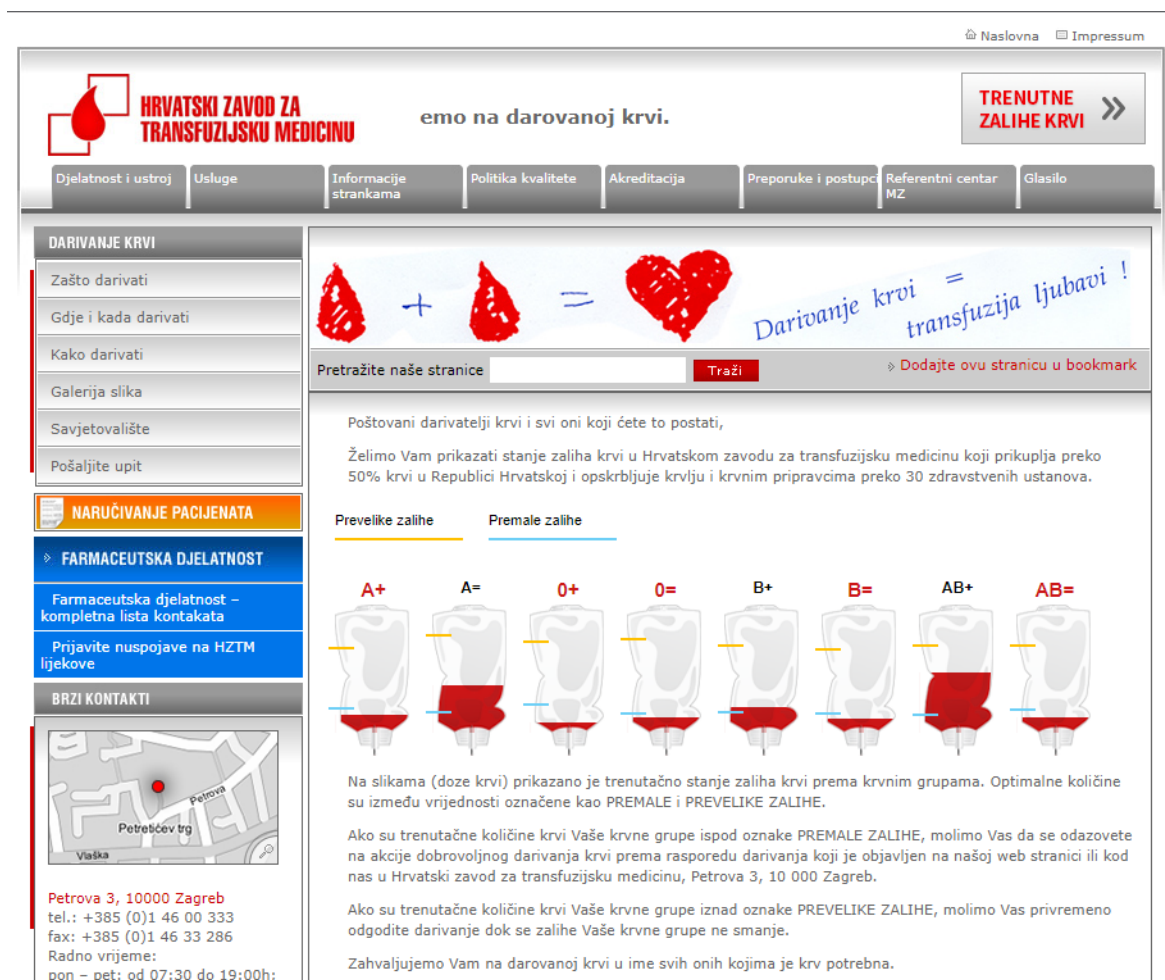 Naslovna
Impressum
HRVATSKI ZAVOD ZA
TRANSFUZIJSKU MEDICINU
emo na darovanoj krvi.
TRENUTNE
ZALIHE KRVI
Djelatnost i ustroj
Usluge
Informacije
strankama
Politika kvalitete
Akreditacija
Preporuke i postupci
Referentni centar
MZ
Glasilo
DARIVANJE KRVI
Zašto darivati
Gdje i kada darivati
Kako darivati
Galerija slika
Savjetovalište
Pošaljite upit
NARUČIVANJE PACIJENATA
FARMACEUTSKA DJELATNOST
Farmaceutska djelatnost –
kompletna lista kontakata
Prijavite nuspojave na HZTM
lijekove
BRZI KONTAKTI
Petrova
Petretićev trg
Vlaška
Petrova 3, 10000 Zagreb
tel.: +385 (0)1 46 00 333
fax: +385 (0)1 46 33 286
Radno vrijeme:
pon – pet: od 07:30 do 19:00h;
+ =
Darivanje krvi =
transfuzija ljubavi !
Pretražite naše stranice
Traži
Dodajte ovu stranicu u bookmark
Poštovani darivatelji krvi i svi oni koji ćete to postati,
Želimo Vam prikazati stanje zaliha krvi u Hrvatskom zavodu za transfuzijsku medicinu koji prikuplja preko
50% krvi u Republici Hrvatskoj i opskrbljuje krvlju i krvnim pripravcima preko 30 zdravstvenih ustanova.
Prevelike zalihe
Premale zalihe
A+ A= 0+ 0= B+ B= AB+ AB=
Na slikama (doze krvi) prikazano je trenutačno stanje zaliha krvi prema krvnim grupama. Optimalne količine
su između vrijednosti označene kao PREMALE i PREVELIKE ZALIHE.
Ako su trenutačne količine krvi Vaše krvne grupe ispod oznake PREMALE ZALIHE, molimo Vas da se odazovete
na akcije dobrovoljnog darivanja krvi prema rasporedu darivanja koji je objavljen na našoj web stranici ili kod
nas u Hrvatski zavod za transfuzijsku medicinu, Petrova 3, 10 000 Zagreb.
Ako su trenutačne količine krvi Vaše krvne grupe iznad oznake PREVELIKE ZALIHE, molimo Vas privremeno
odgodite darivanje dok se zalihe Vaše krvne grupe ne smanje.
Zahvaljujemo Vam na darovanoj krvi u ime svih onih kojima je krv potrebna.